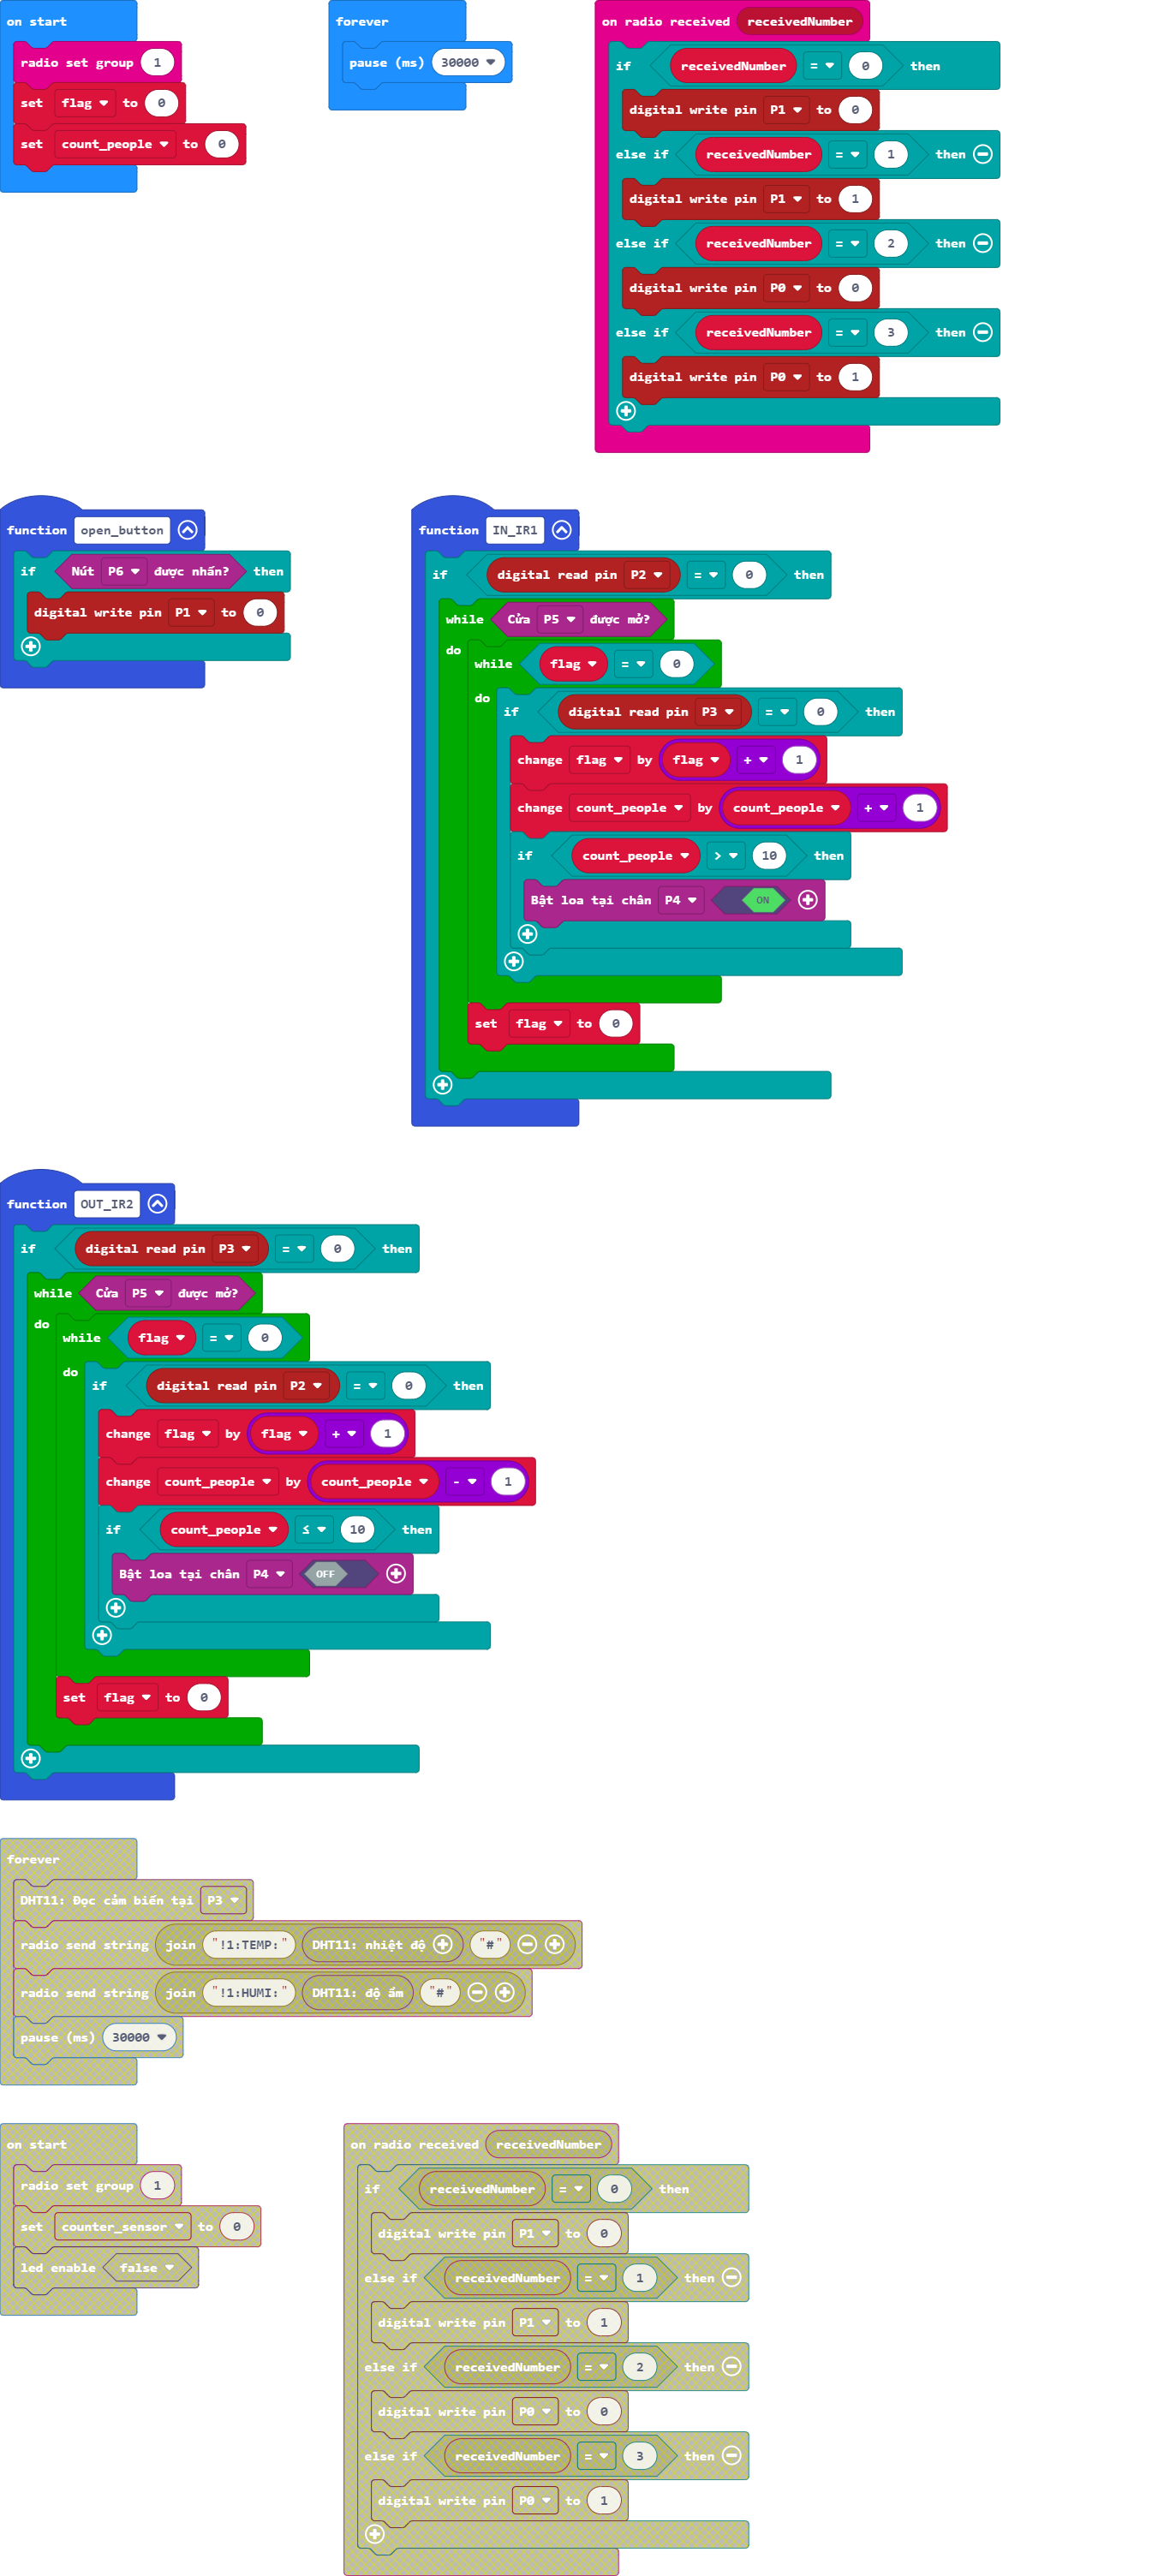 on start
radio set group 1
set flag to 0
set count_people to 0
forever
pause (ms) 30000
on radio received receivedNumber
if receivedNumber = 0 then
digital write pin P1 to 0
else if receivedNumber = 1 then
digital write pin P1 to 1
else if receivedNumber = 2 then
digital write pin P0 to 0
else if receivedNumber = 3 then
digital write pin P0 to 1
function open_button
if Nút P6 được nhấn? then
digital write pin P1 to 0
function IN_IR1
if digital read pin P2 = 0 then
while Cửa P5 được mở?
do while flag = 0
do if digital read pin P3 = 0 then
change flag by flag + 1
change count_people by count_people + 1
if count_people > 10 then
Bật loa tại chân P4 ON
set flag to 0
function OUT_IR2
if digital read pin P3 = 0 then
while Cửa P5 được mở?
do while flag = 0
do if digital read pin P2 = 0 then
change flag by flag + 1
change count_people by count_people - 1
if count_people ≤ 10 then
Bật loa tại chân P4 OFF
set flag to 0
forever
DHT11: Đọc cảm biến tại P3
radio send string join "!1:TEMP:" DHT11: nhiệt độ "#"
radio send string join "!1:HUMI:" DHT11: độ ẩm "#"
pause (ms) 30000
on start
radio set group 1
set counter_sensor to 0
led enable false
on radio received receivedNumber
if receivedNumber = 0 then
digital write pin P1 to 0
else if receivedNumber = 1 then
digital write pin P1 to 1
else if receivedNumber = 2 then
digital write pin P0 to 0
else if receivedNumber = 3 then
digital write pin P0 to 1